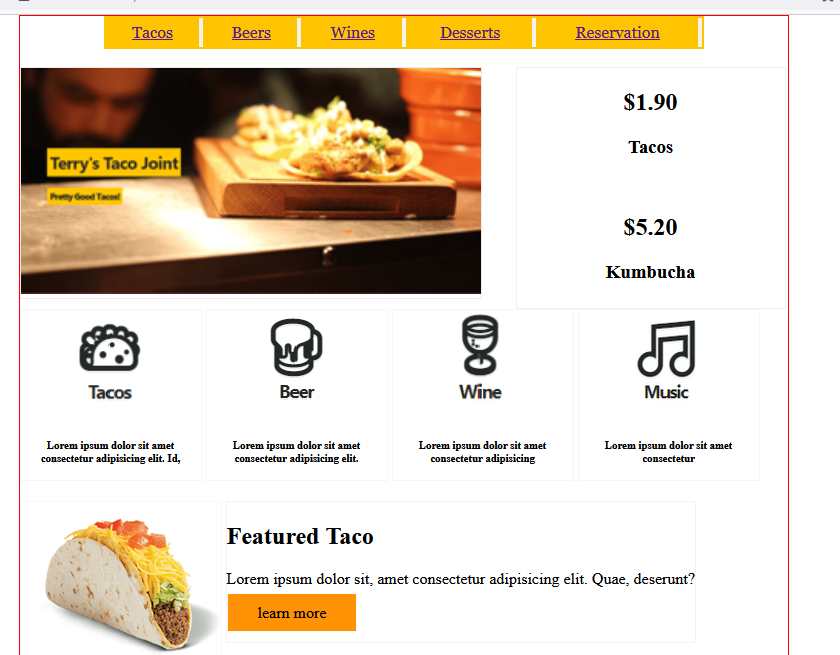 Tacos Beers Wines Desserts Reservation
Terry's Taco Joint
Pretty Good Tacos!
$1.90
Tacos
$5.20
Kumbucha
Tacos
Lorem ipsum dolor sit amet
consectetur adipisicing elit. Id,
Beer
Lorem ipsum dolor sit amet
consectetur adipisicing elit.
Wine
Lorem ipsum dolor sit amet
consectetur adipisicing
Music
Lorem ipsum dolor sit amet
consectetur
Featured Taco
Lorem ipsum dolor sit, amet consectetur adipisicing elit. Quae, deserunt?
learn more